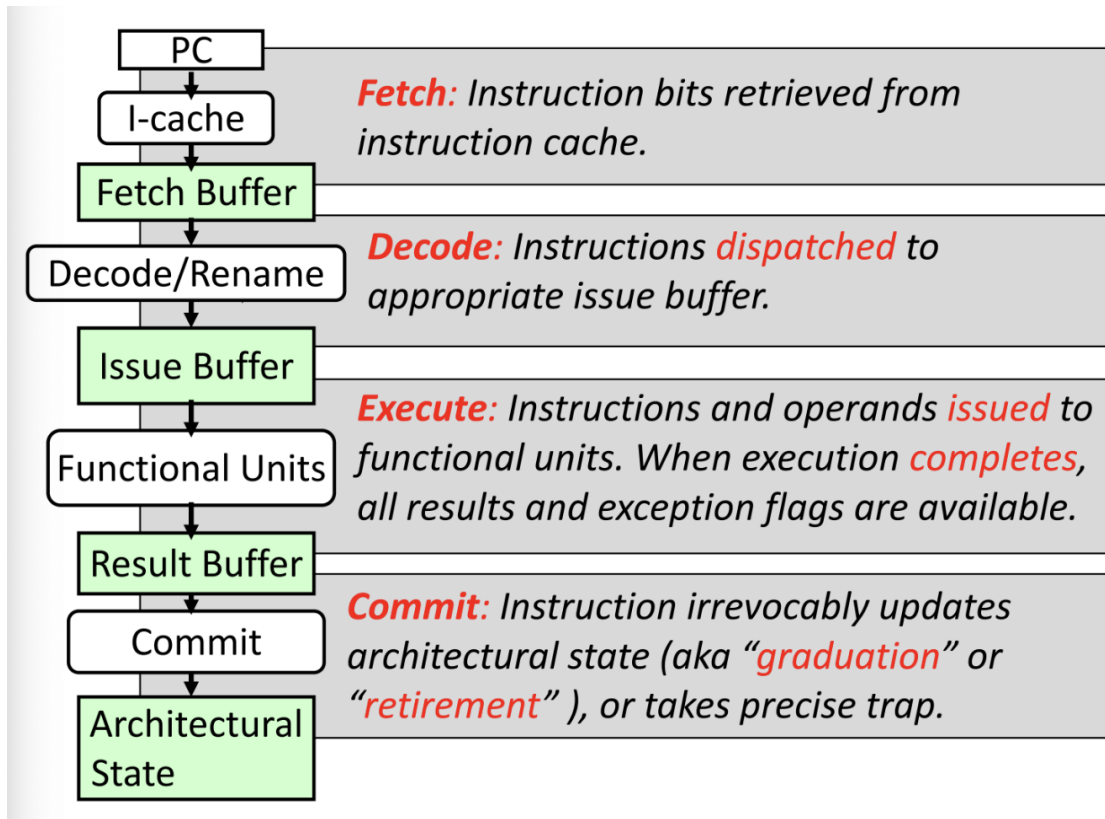 PC
I-cache
Fetch: Instruction bits retrieved from
instruction cache.
Fetch Buffer
Decode/Rename
Decode: Instructions dispatched to
appropriate issue buffer.
Issue Buffer
Functional Units
Execute: Instructions and operands issued to
functional units. When execution completes,
all results and exception flags are available.
Result Buffer
Commit
Commit: Instruction irrevocably updates
architectural state (aka “graduation” or
“retirement” ), or takes precise trap.
Architectural
State